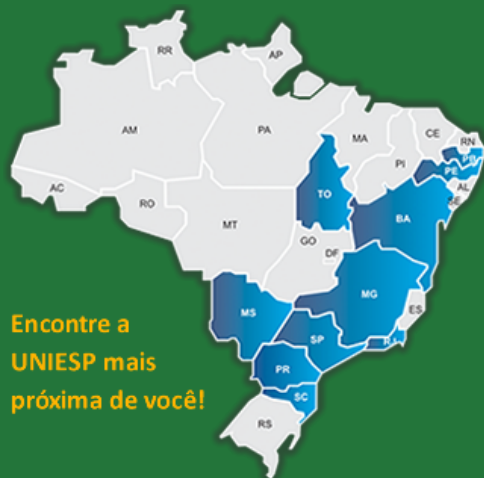 RR
AP
AM
PA
MA
CE
RN
PB
PE
PI
AL
SE
AC
RO
TO
BA
MT
GO
DF
MG
ES
MS
SP
RJ
PR
SC
RS
Encontre a
UNIESP mais
próxima de você!